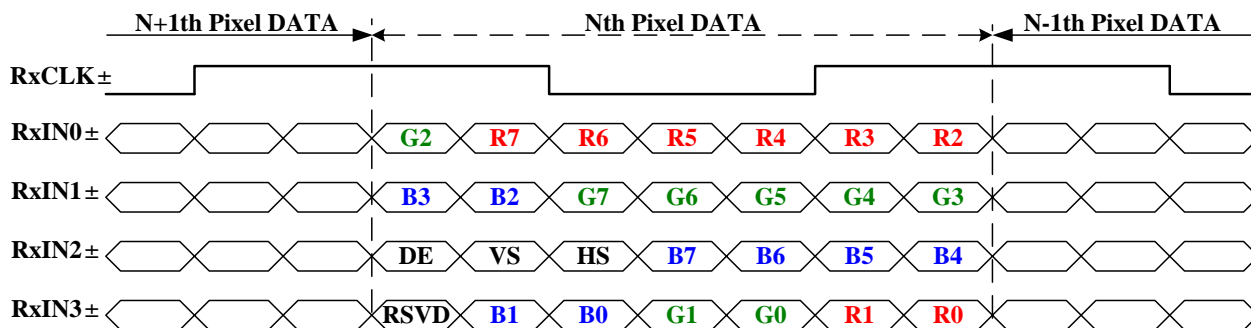 N+1th Pixel DATA Nth Pixel DATA N-1th Pixel DATA
RxCLK±
RxIN0± G2 R7 R6 R5 R4 R3 R2
RxIN1± B3 B2 G7 G6 G5 G4 G3
RxIN2± DE VS HS B7 B6 B5 B4
RxIN3± RSVD B1 B0 G1 G0 R1 R0